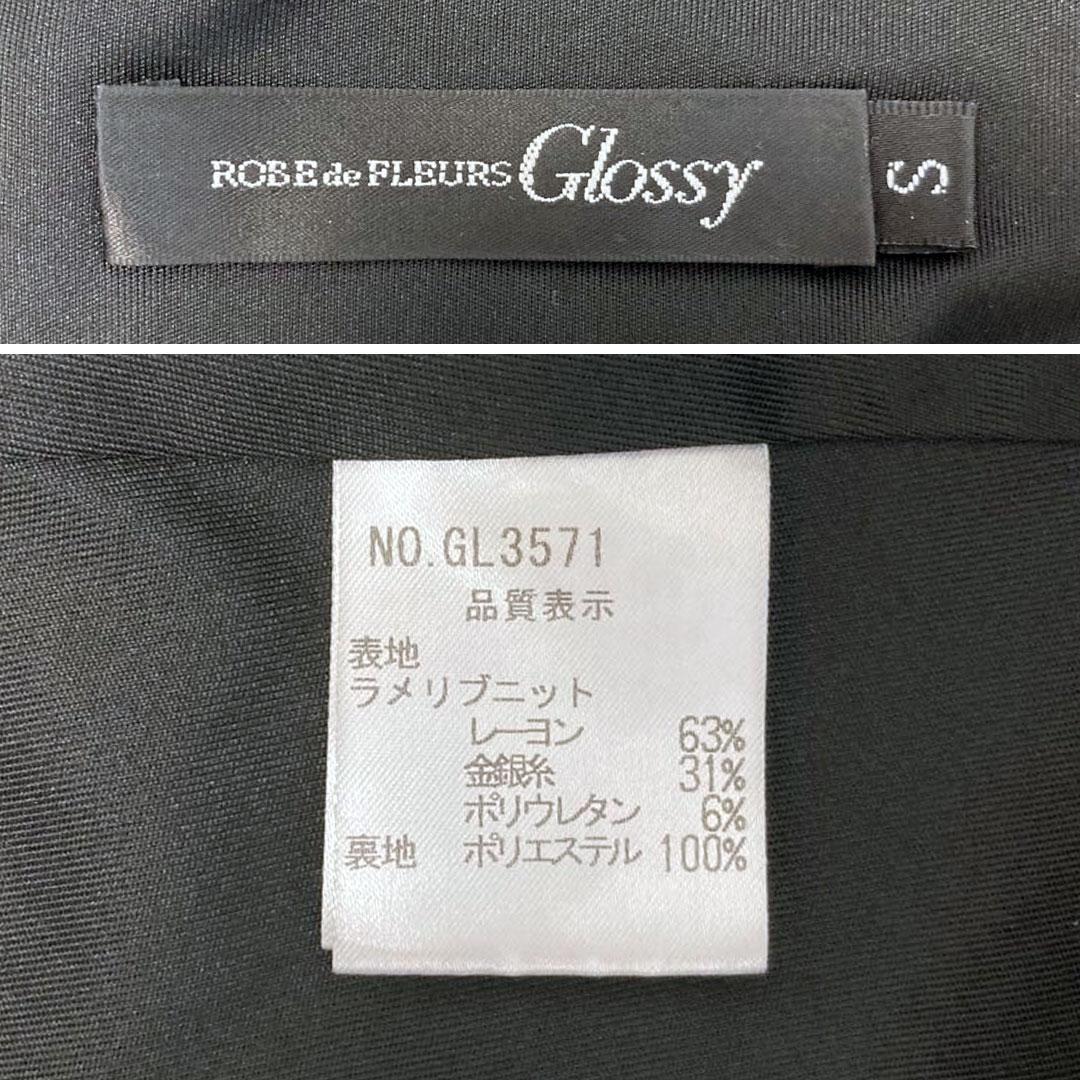 ROBE de FLEURS Glossy
S
NO.GL3571
品質表示
表地
ラメリブニット
レーヨン 63%
金銀糸 31%
ポリウレタン 6%
裏地 ポリエステル 100%